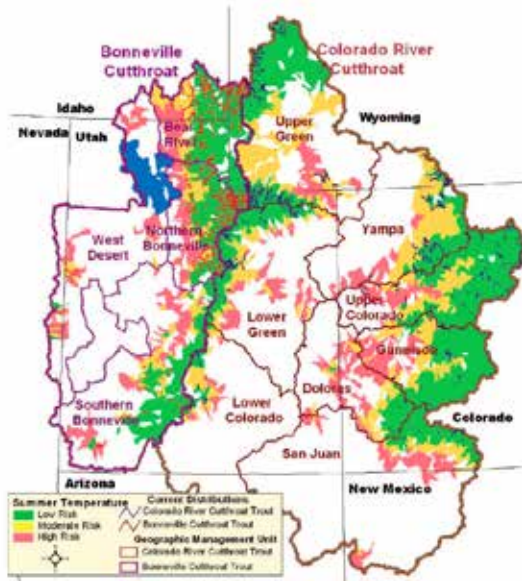 Bonneville
Cutthroat
Colorado River
Cutthroat
Idaho
Nevada
Utah
Wyoming
Bear
River
Upper
Green
West
Desert
Northern
Bonneville
Yampa
Upper
Colorado
Lower
Green
Gunnison
Dolores
Southern
Bonneville
Lower
Colorado
San Juan
Colorado
Arizona
New Mexico
Summer Temperature
Low Risk
Moderate Risk
High Risk
Current Distributions
Colorado River Cutthroat Trout
Bonneville Cutthroat Trout
Geographic Management Unit
Colorado River Cutthroat Trout
Bonneville Cutthroat Trout